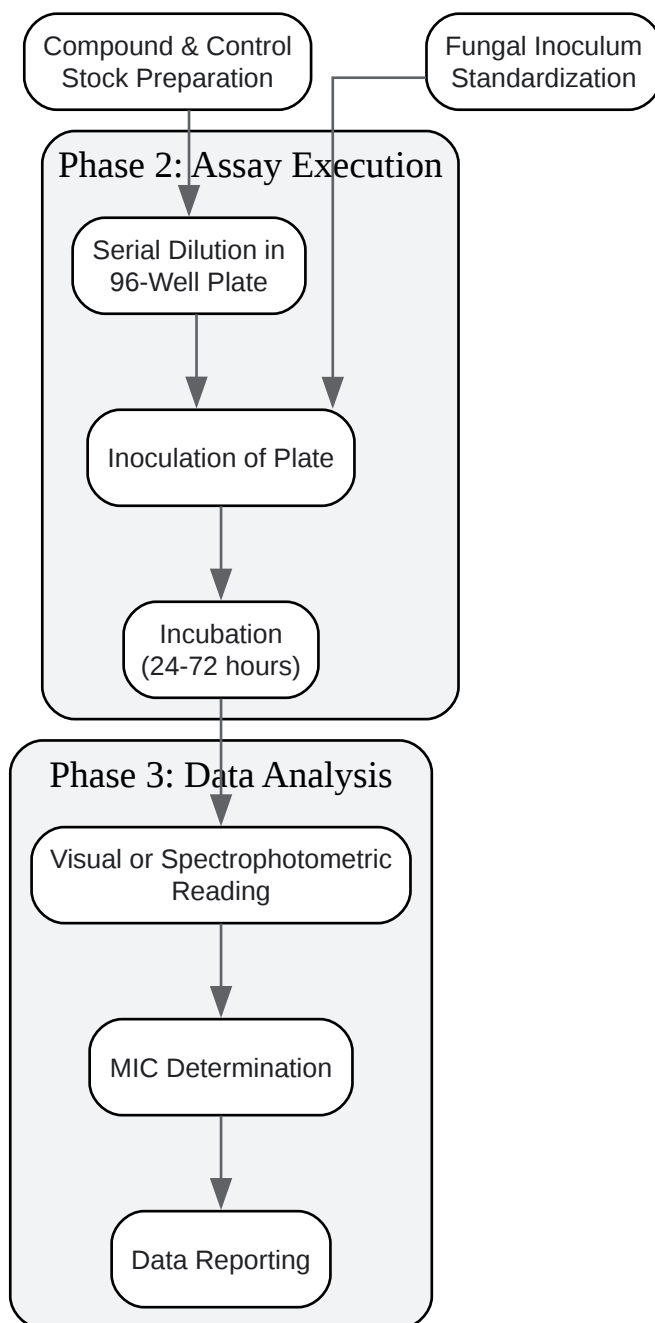 Compound & Control
Stock Preparation
Fungal Inoculum
Standardization
Phase 2: Assay Execution
Serial Dilution in
96-Well Plate
Inoculation of Plate
Incubation
(24-72 hours)
Phase 3: Data Analysis
Visual or Spectrophotometric
Reading
MIC Determination
Data Reporting